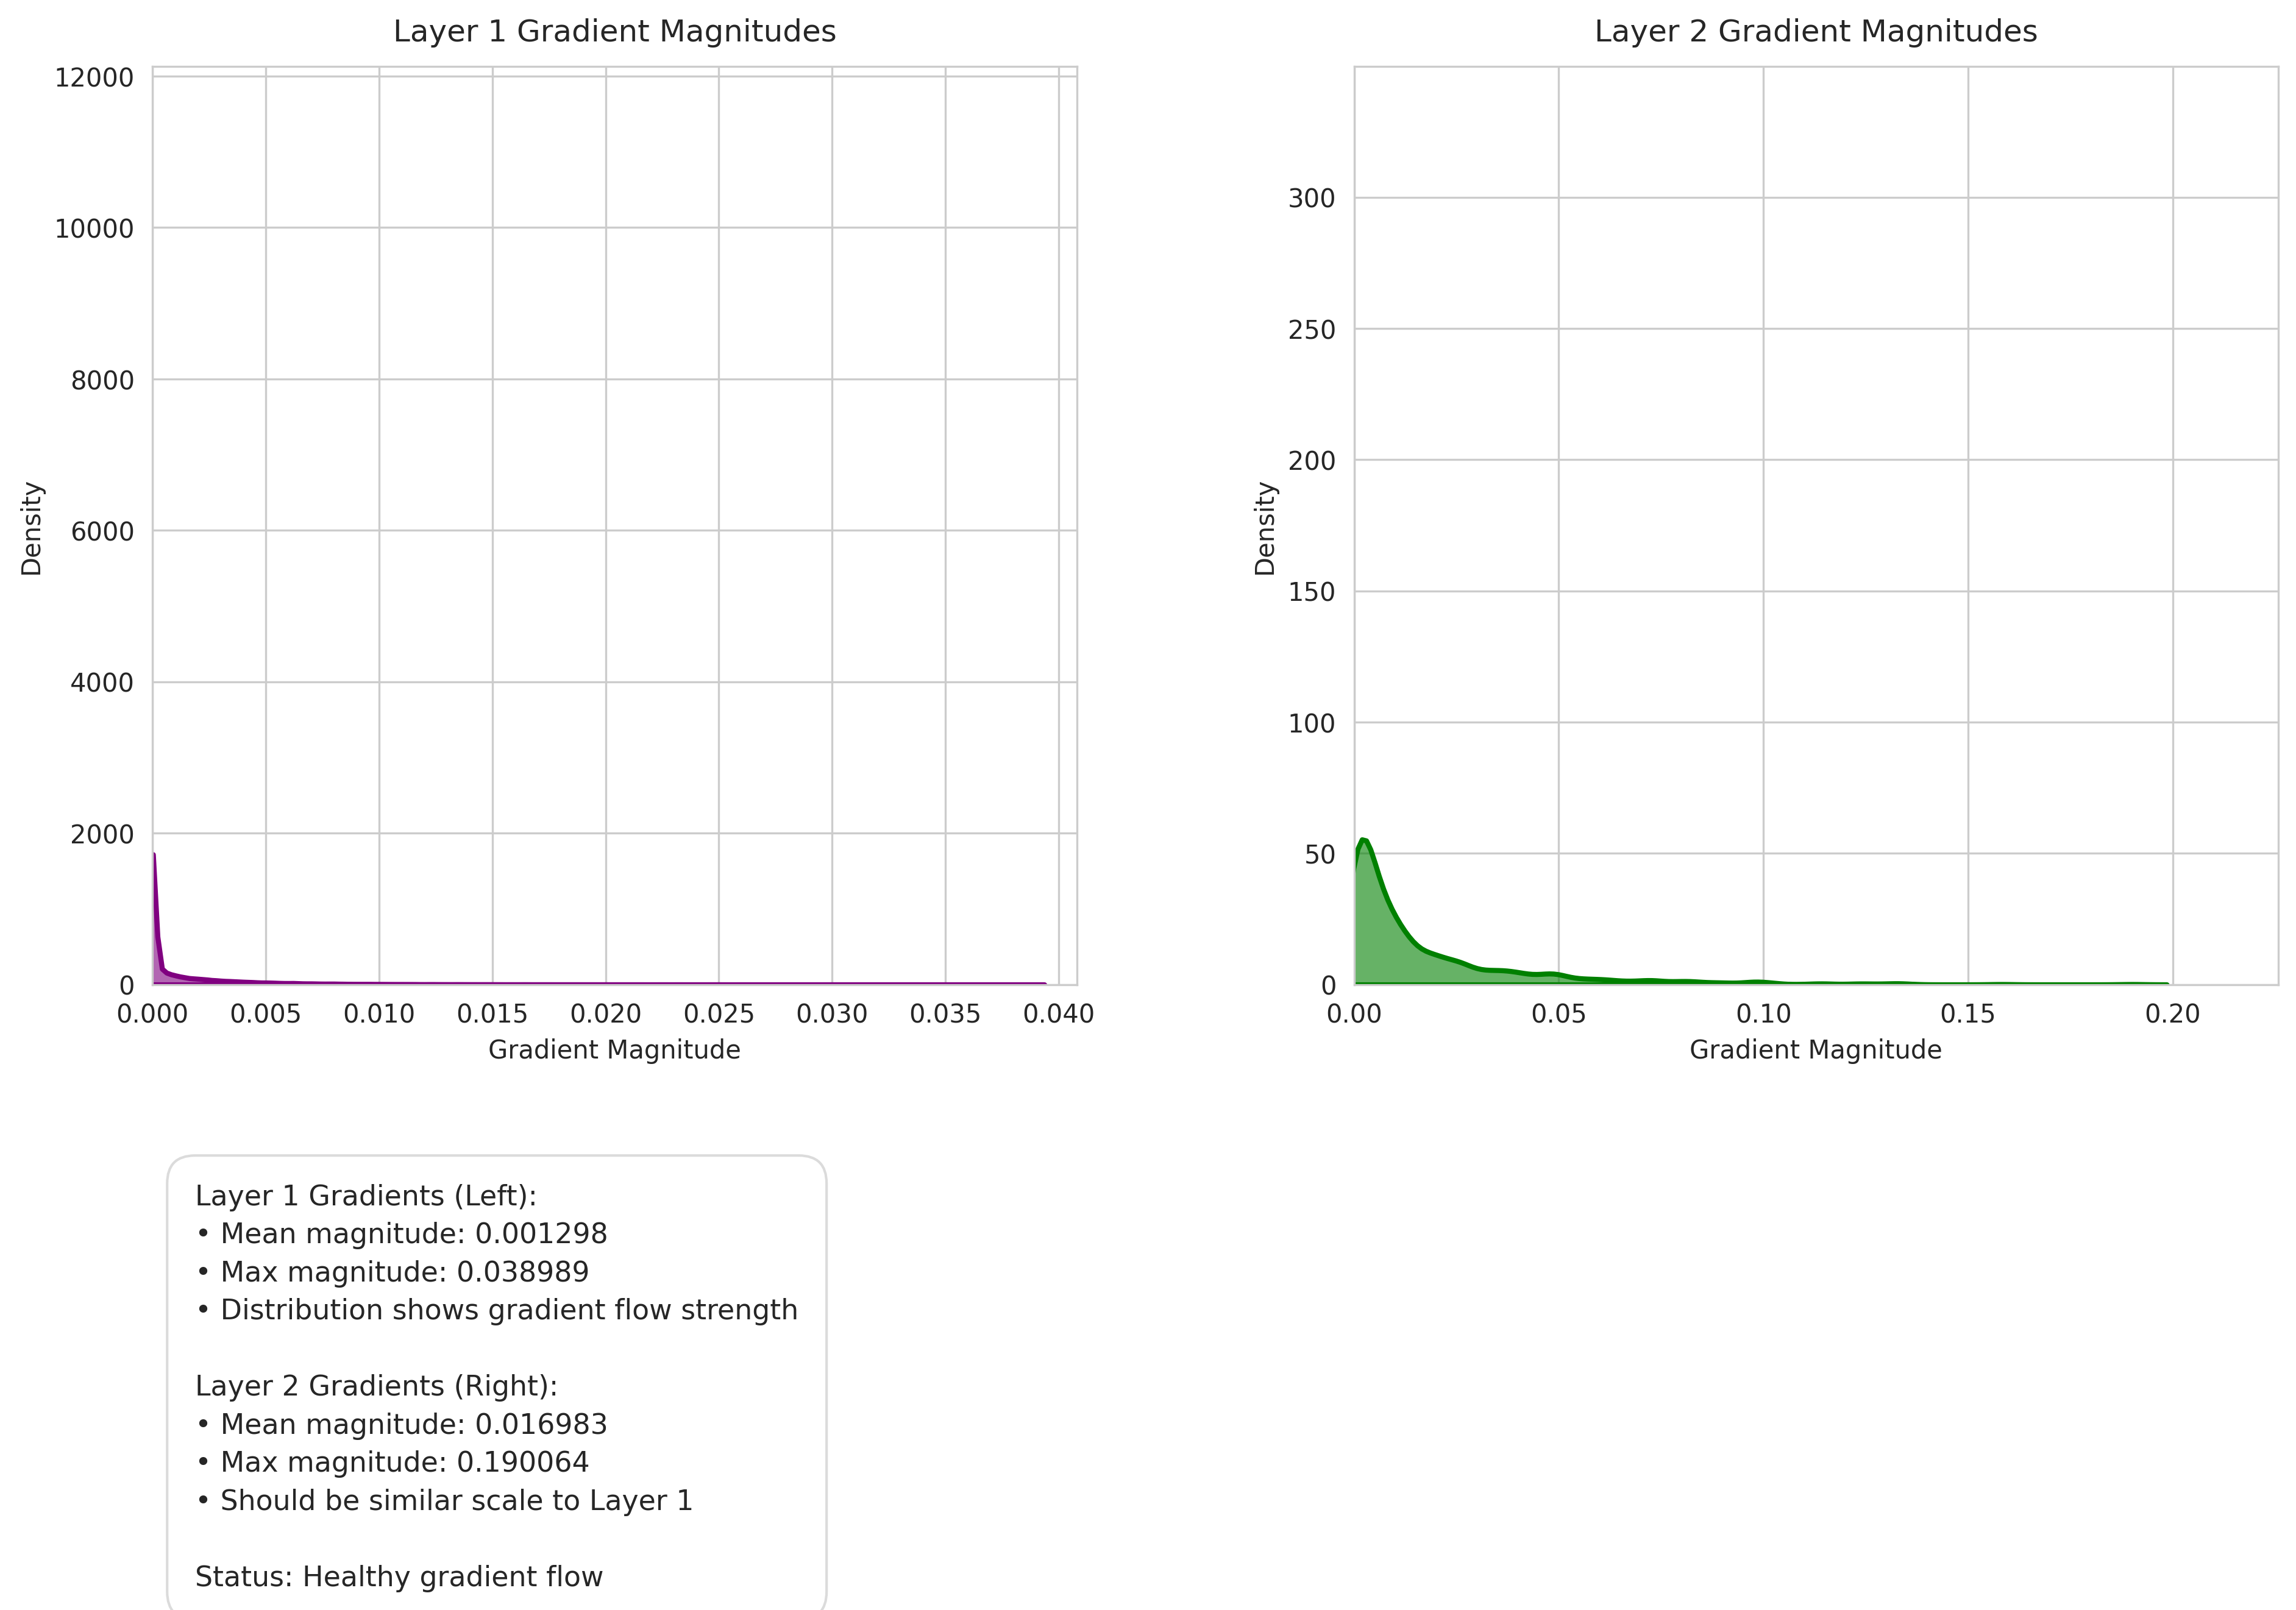 Layer 1 Gradient Magnitudes
12000
10000
8000
6000
4000
2000
0
Density
0.000 0.005 0.010 0.015 0.020 0.025 0.030 0.035 0.040
Gradient Magnitude
Layer 2 Gradient Magnitudes
300
250
200
150
100
50
0
Density
0.00 0.05 0.10 0.15 0.20
Gradient Magnitude
Layer 1 Gradients (Left):
• Mean magnitude: 0.001298
• Max magnitude: 0.038989
• Distribution shows gradient flow strength
Layer 2 Gradients (Right):
• Mean magnitude: 0.016983
• Max magnitude: 0.190064
• Should be similar scale to Layer 1
Status: Healthy gradient flow